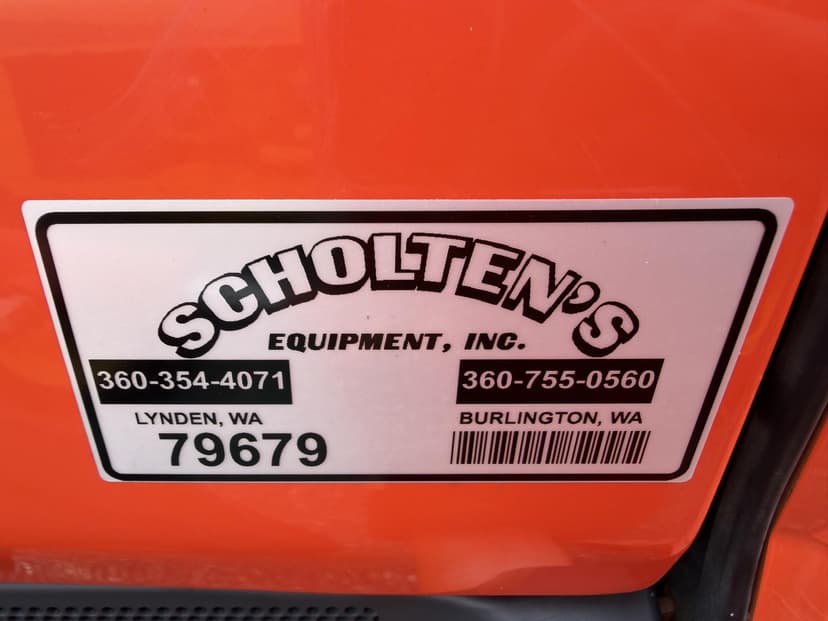 SCHOLTEN'S
EQUIPMENT, INC.
360-354-4071 360-755-0560
LYNDEN, WA BURLINGTON, WA
79679